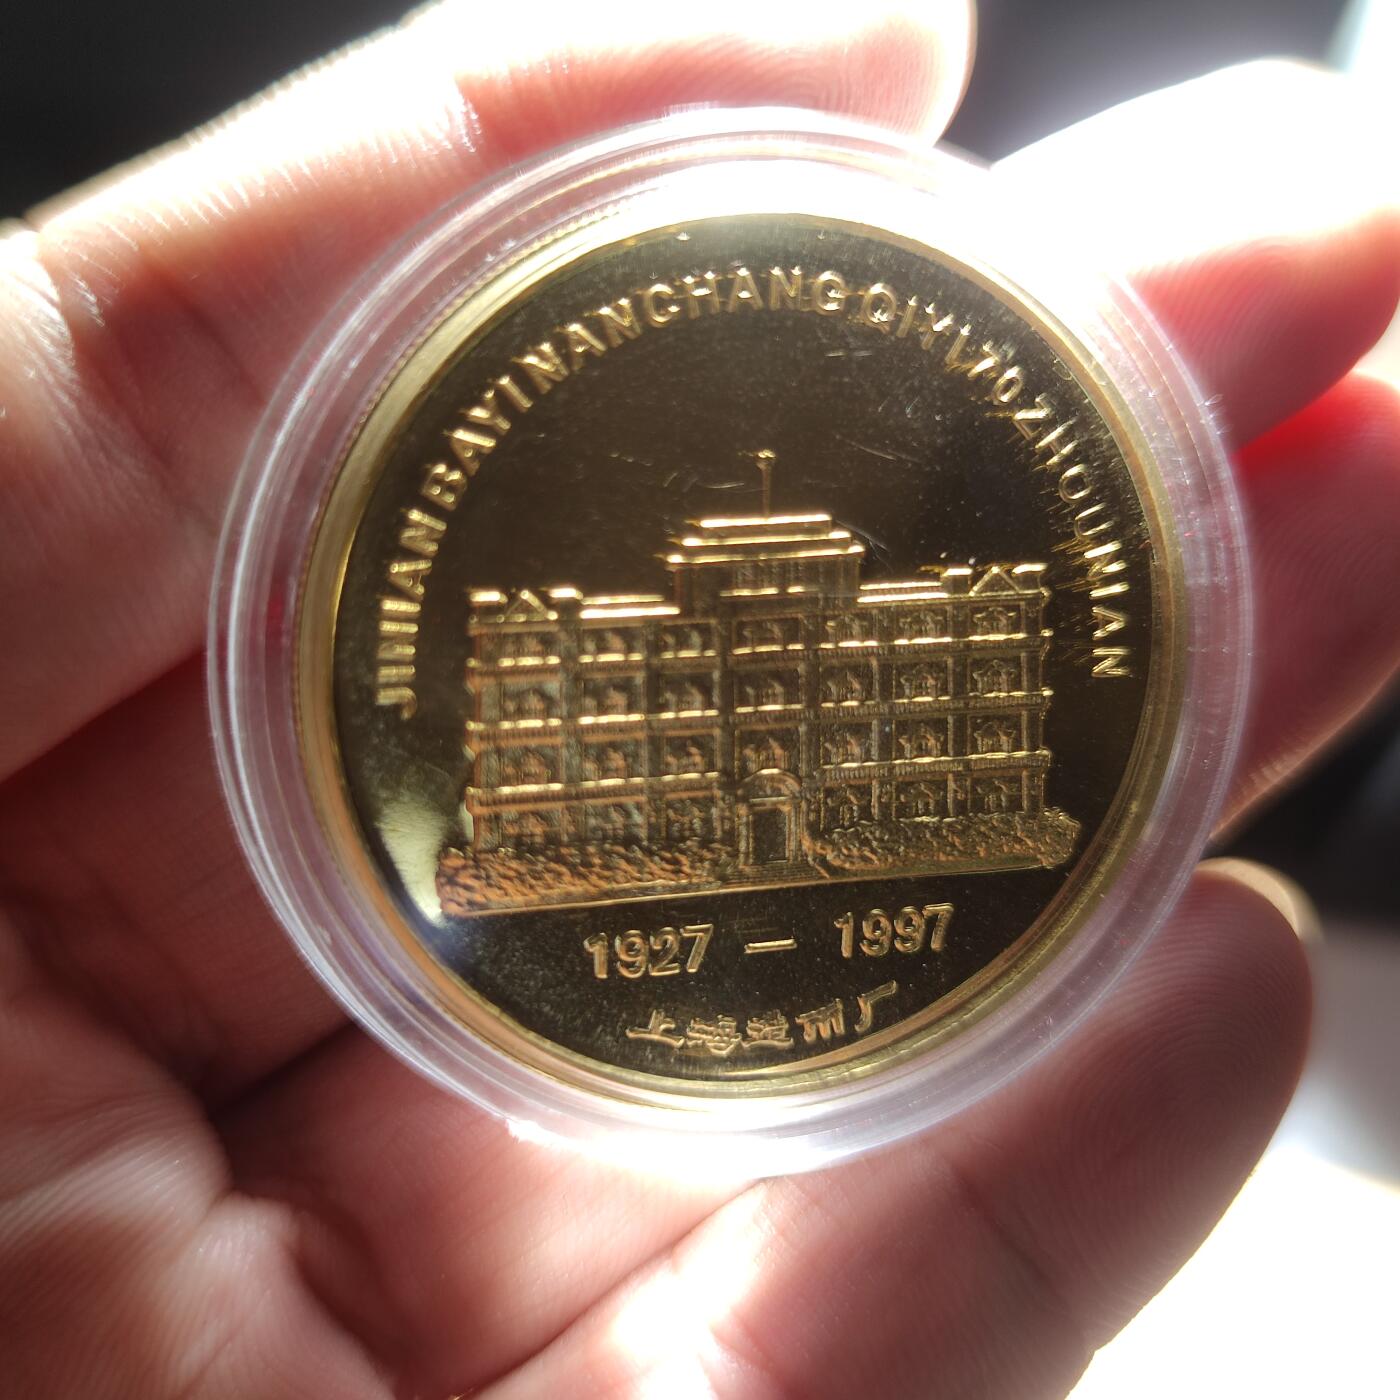 JINIAN BAYI NANCHANG QIYI 70 ZHOUNIAN
1927 — 1997
上海造币厂